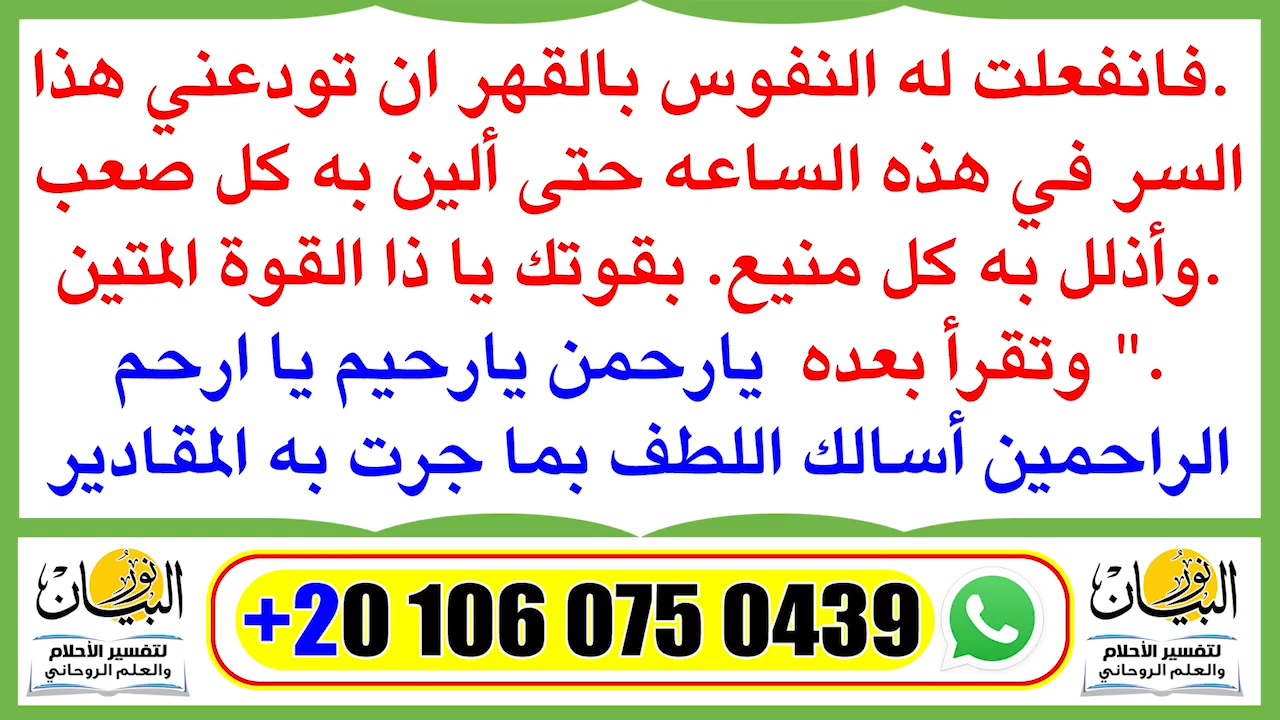 .فانفعلت له النفوس بالقهر ان تودعني هذا
السر في هذه الساعه حتى ألين به كل صعب
.وأذلل به كل منيع. بقوتك يا ذا القوة المتين
." وتقرأ بعده يارحمن يارحيم يا ارحم
الراحمين أسالك اللطف بما جرت به المقادير
نور
البيان
لتفسير الأحلام
والعلم الروحاني
+20 106 075 0439
نور
البيان
لتفسير الأحلام
والعلم الروحاني